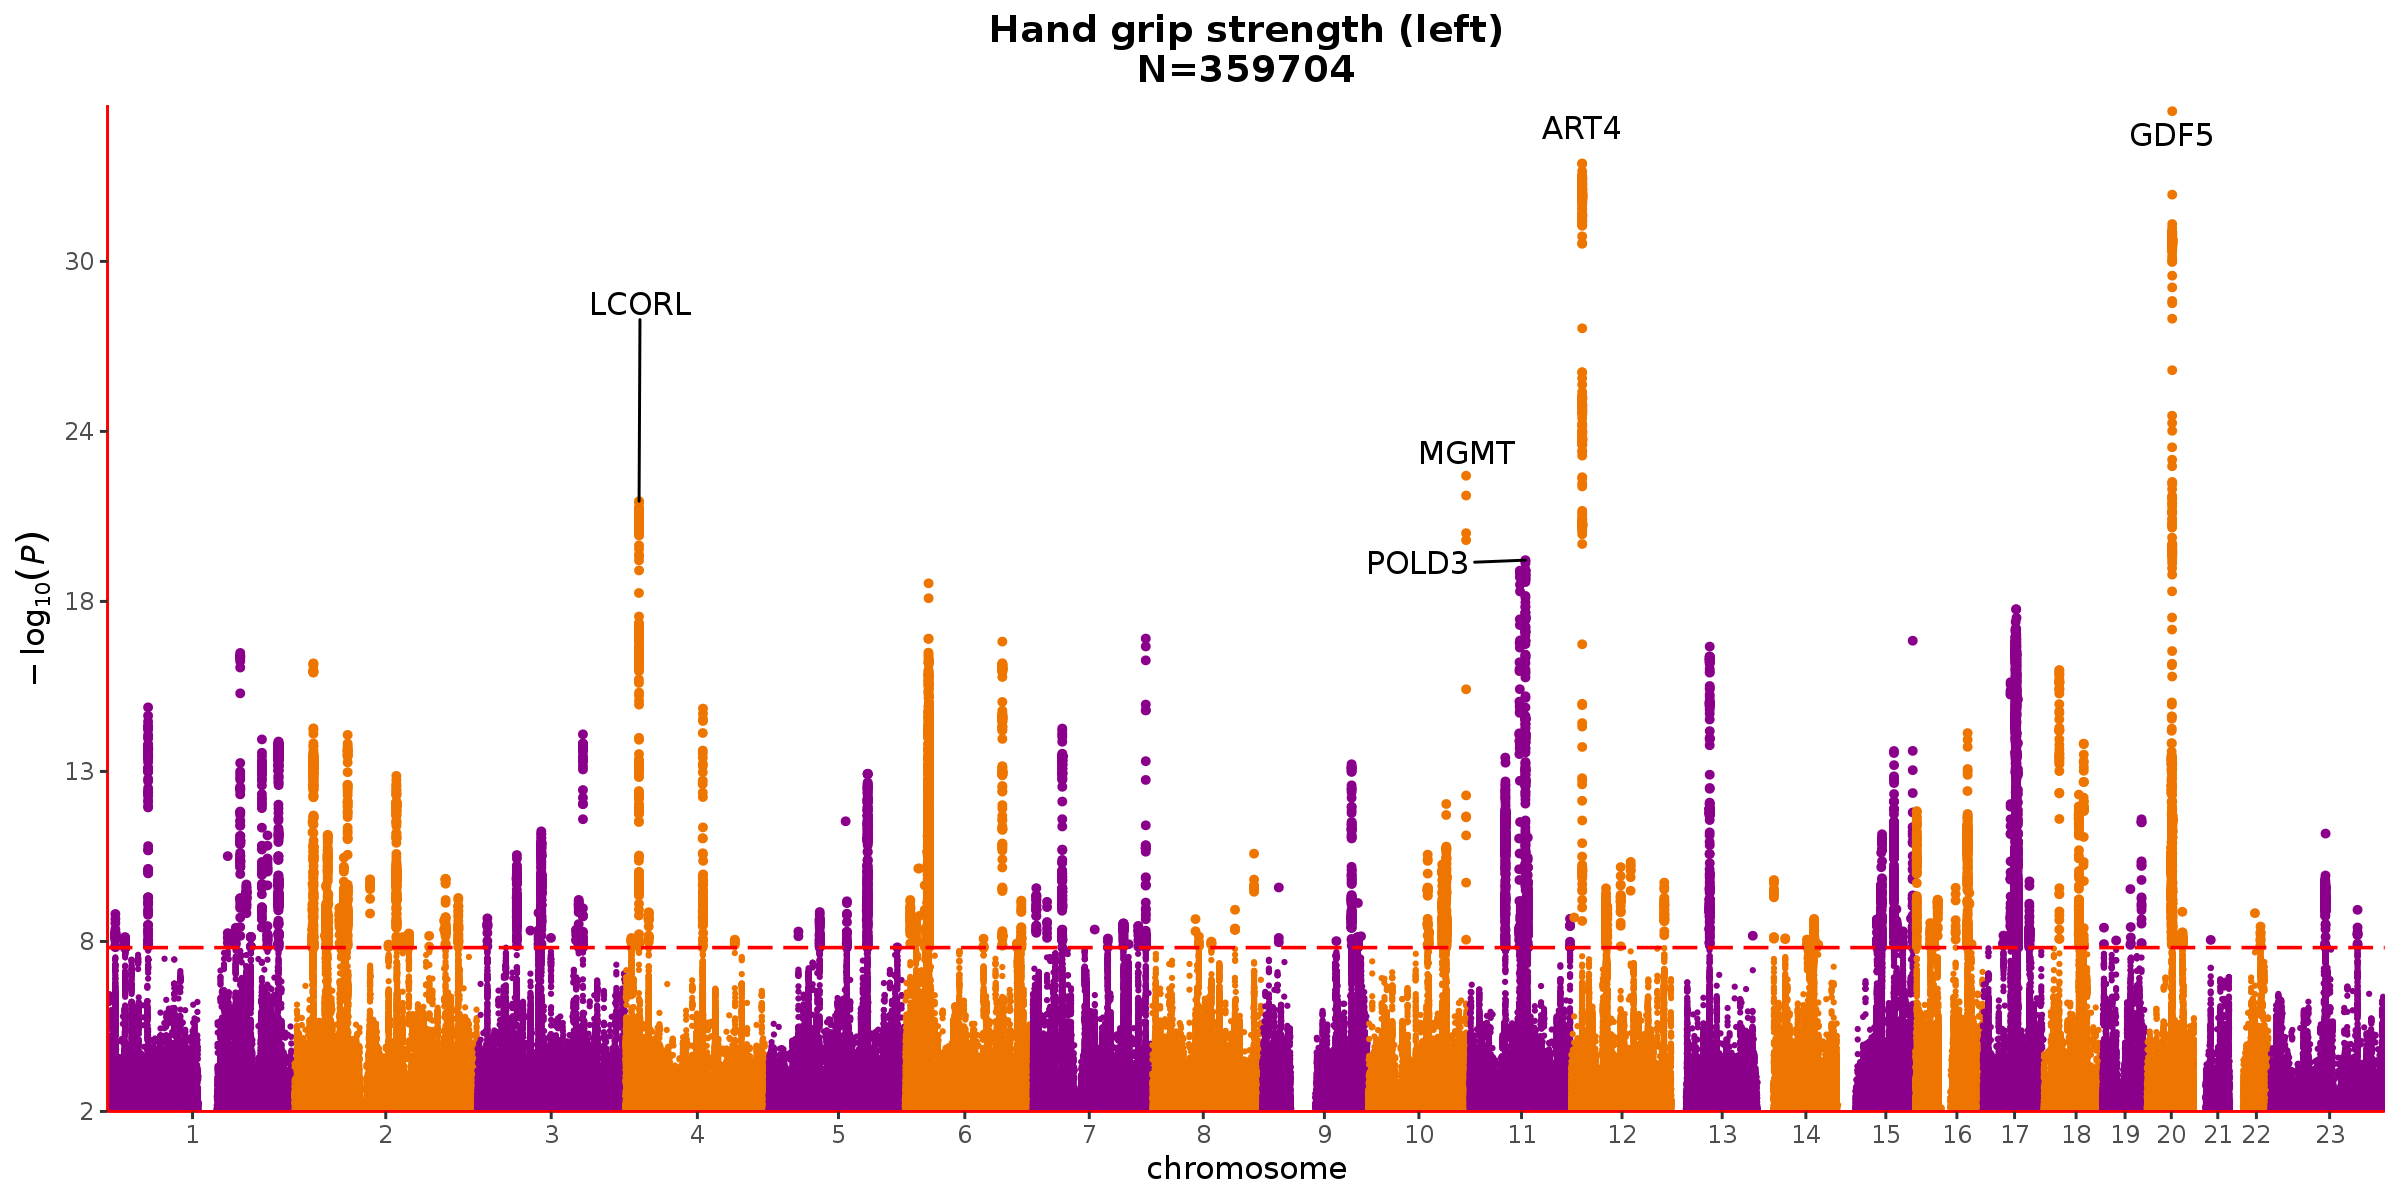 Hand grip strength (left)
N=359704
ART4
GDF5
30
LCORL
24
MGMT
POLD3
18
13
8
2
− log10(P)
1 2 3 4 5 6 7 8 9 10 11 12 13 14 15 16 17 18 19 20 21 22 23
chromosome